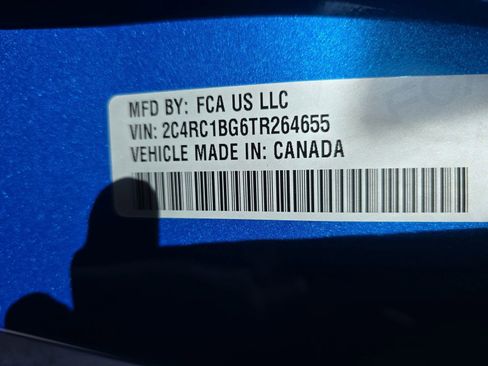 MFD BY: FCA US LLC
VIN: 2C4RC1BG6TR264655
VEHICLE MADE IN: CANADA